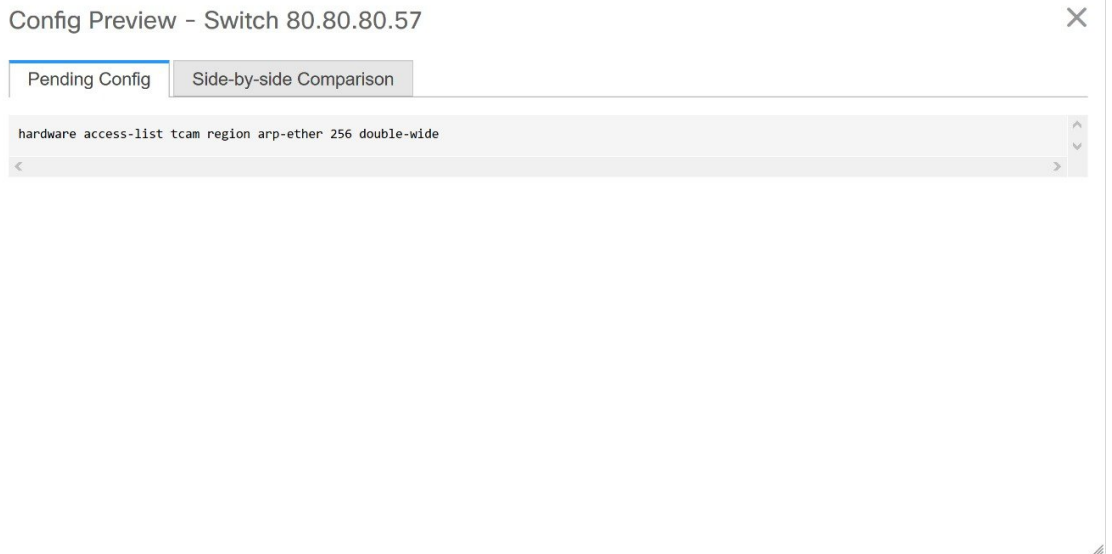 Config Preview - Switch 80.80.80.57
Pending Config
Side-by-side Comparison
hardware access-list tcam region arp-ether 256 double-wide